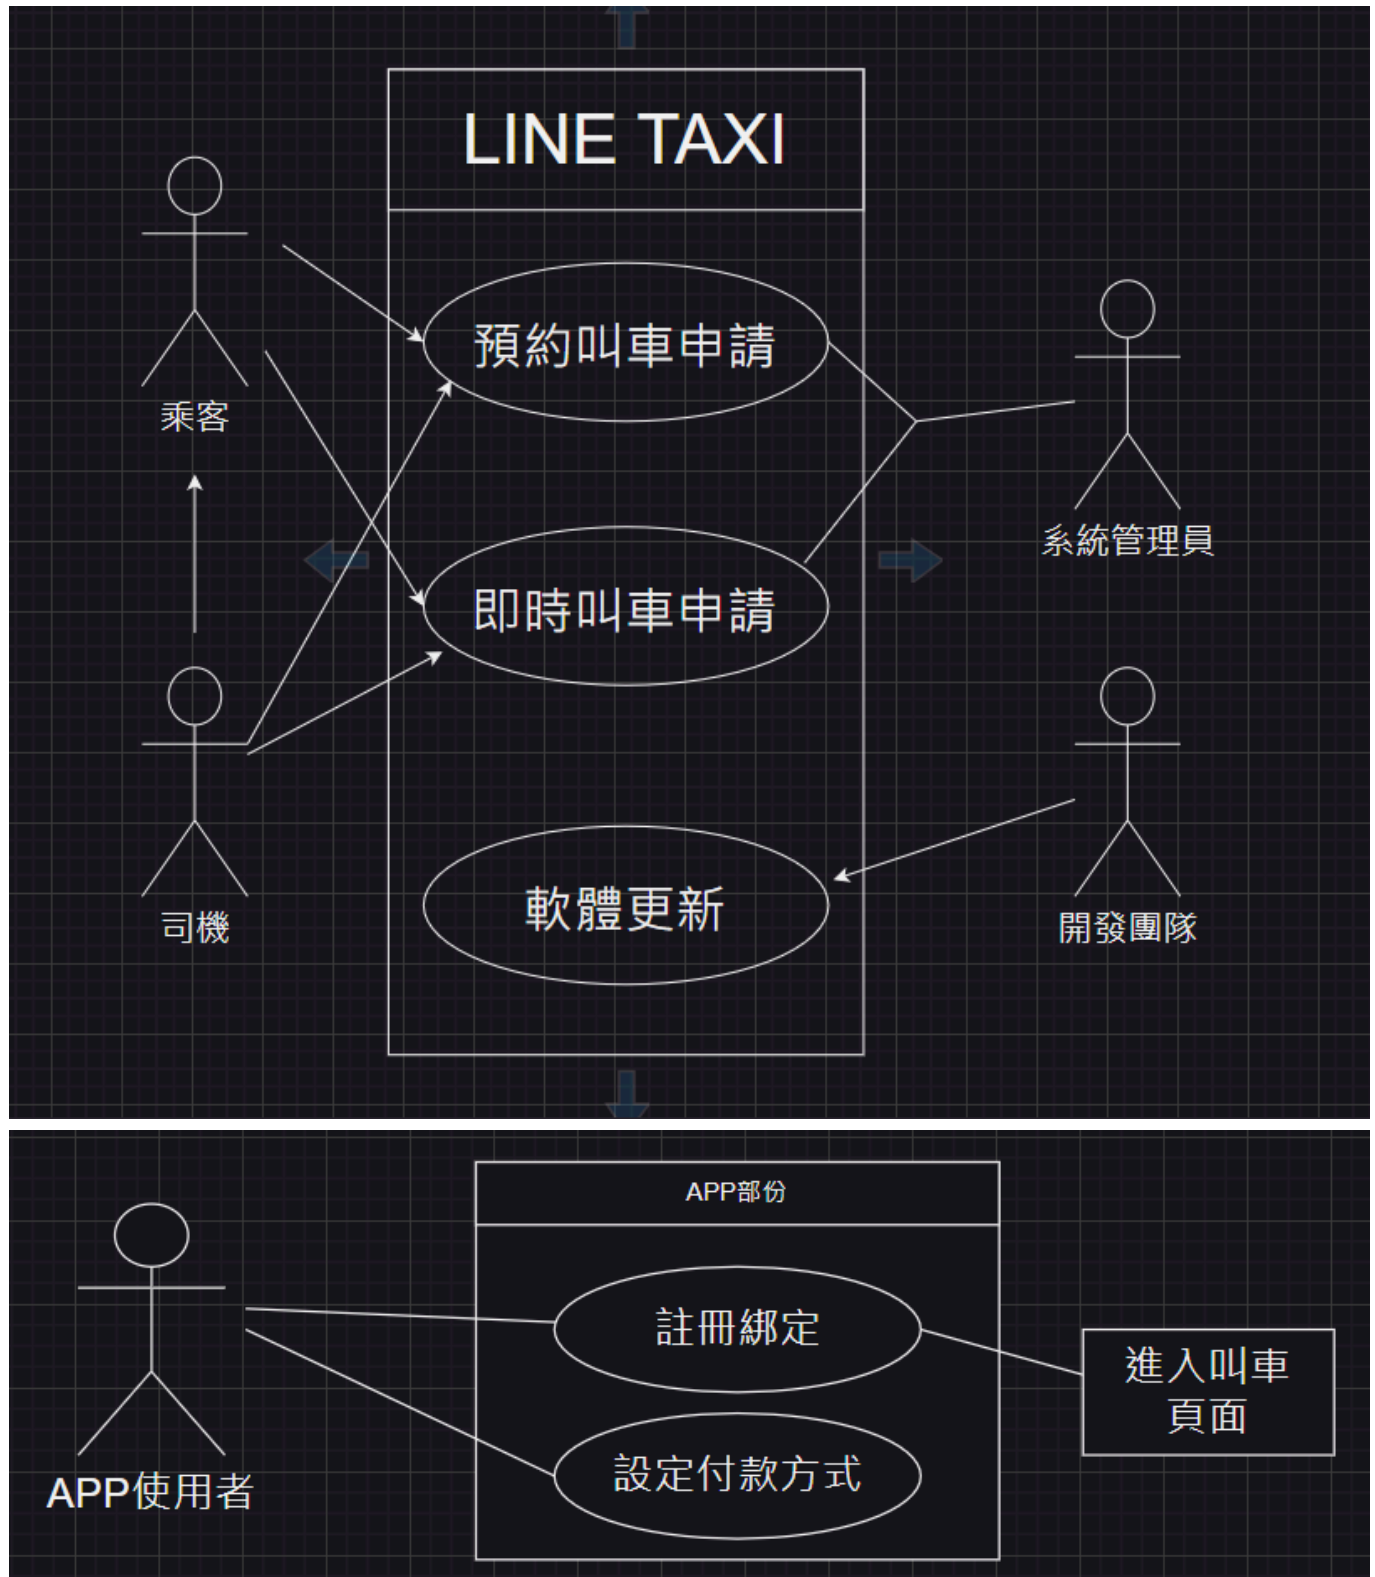 LINE TAXI
預約叫車申請
乘客
系統管理員
即時叫車申請
軟體更新
司機
開發團隊
APP部份
註冊綁定
進入叫車
頁面
設定付款方式
APP使用者